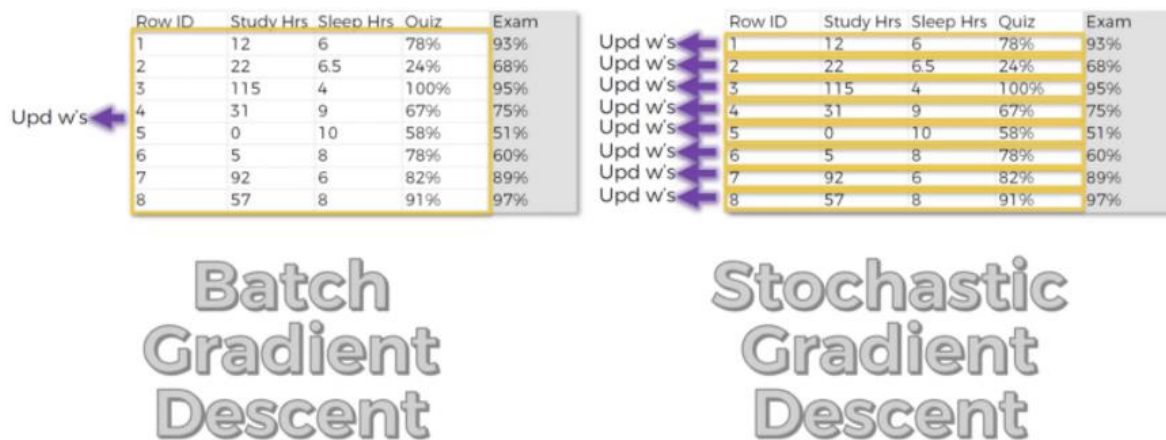 Row ID Study Hrs Sleep Hrs Quiz Exam
1 12 6 78% 93%
2 22 6.5 24% 68%
3 115 4 100% 95%
4 31 9 67% 75%
5 0 10 58% 51%
6 5 8 78% 60%
7 92 6 82% 89%
8 57 8 91% 97%
Upd w's
Batch
Gradient
Descent
Row ID Study Hrs Sleep Hrs Quiz Exam
Upd w's 1 12 6 78% 93%
Upd w's 2 22 6.5 24% 68%
Upd w's 3 115 4 100% 95%
Upd w's 4 31 9 67% 75%
Upd w's 5 0 10 58% 51%
Upd w's 6 5 8 78% 60%
Upd w's 7 92 6 82% 89%
Upd w's 8 57 8 91% 97%
Stochastic
Gradient
Descent